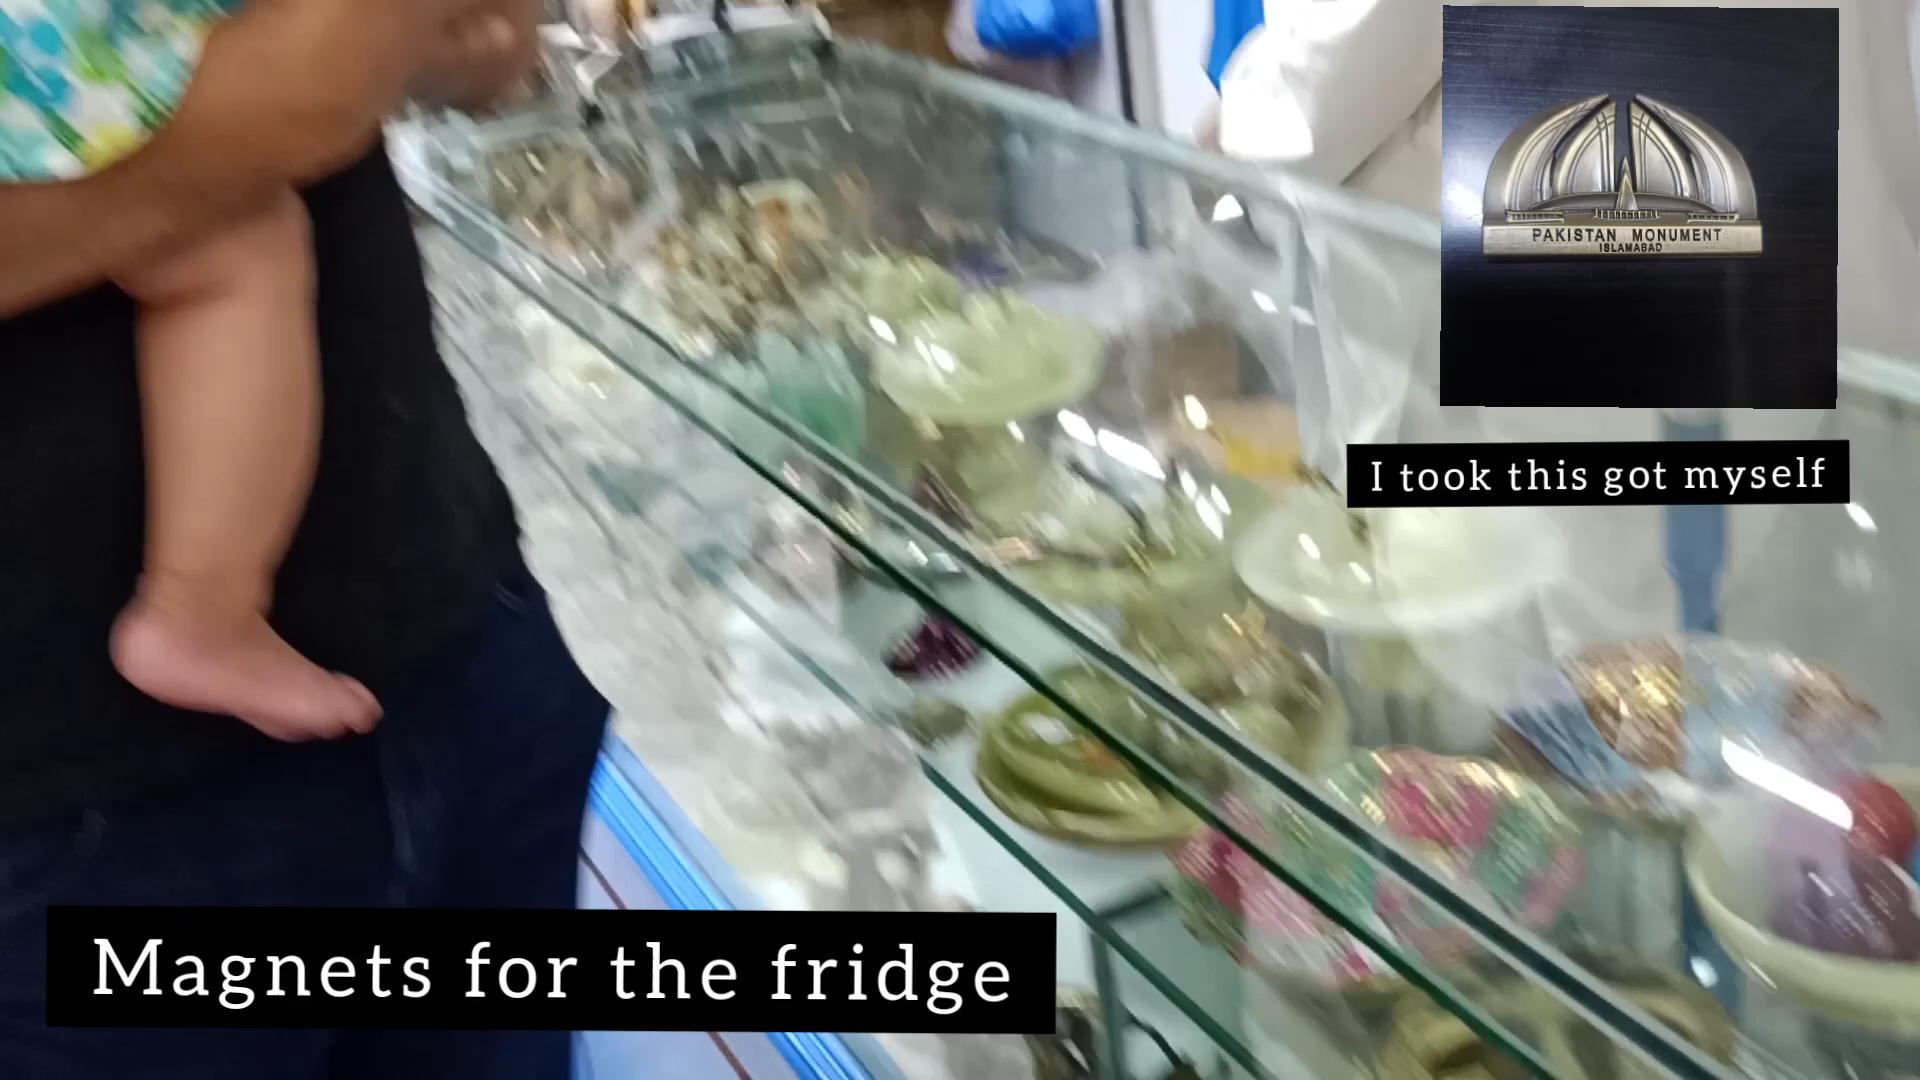 PAKISTAN MONUMENT
ISLAMABAD
I took this got myself
Magnets for the fridge